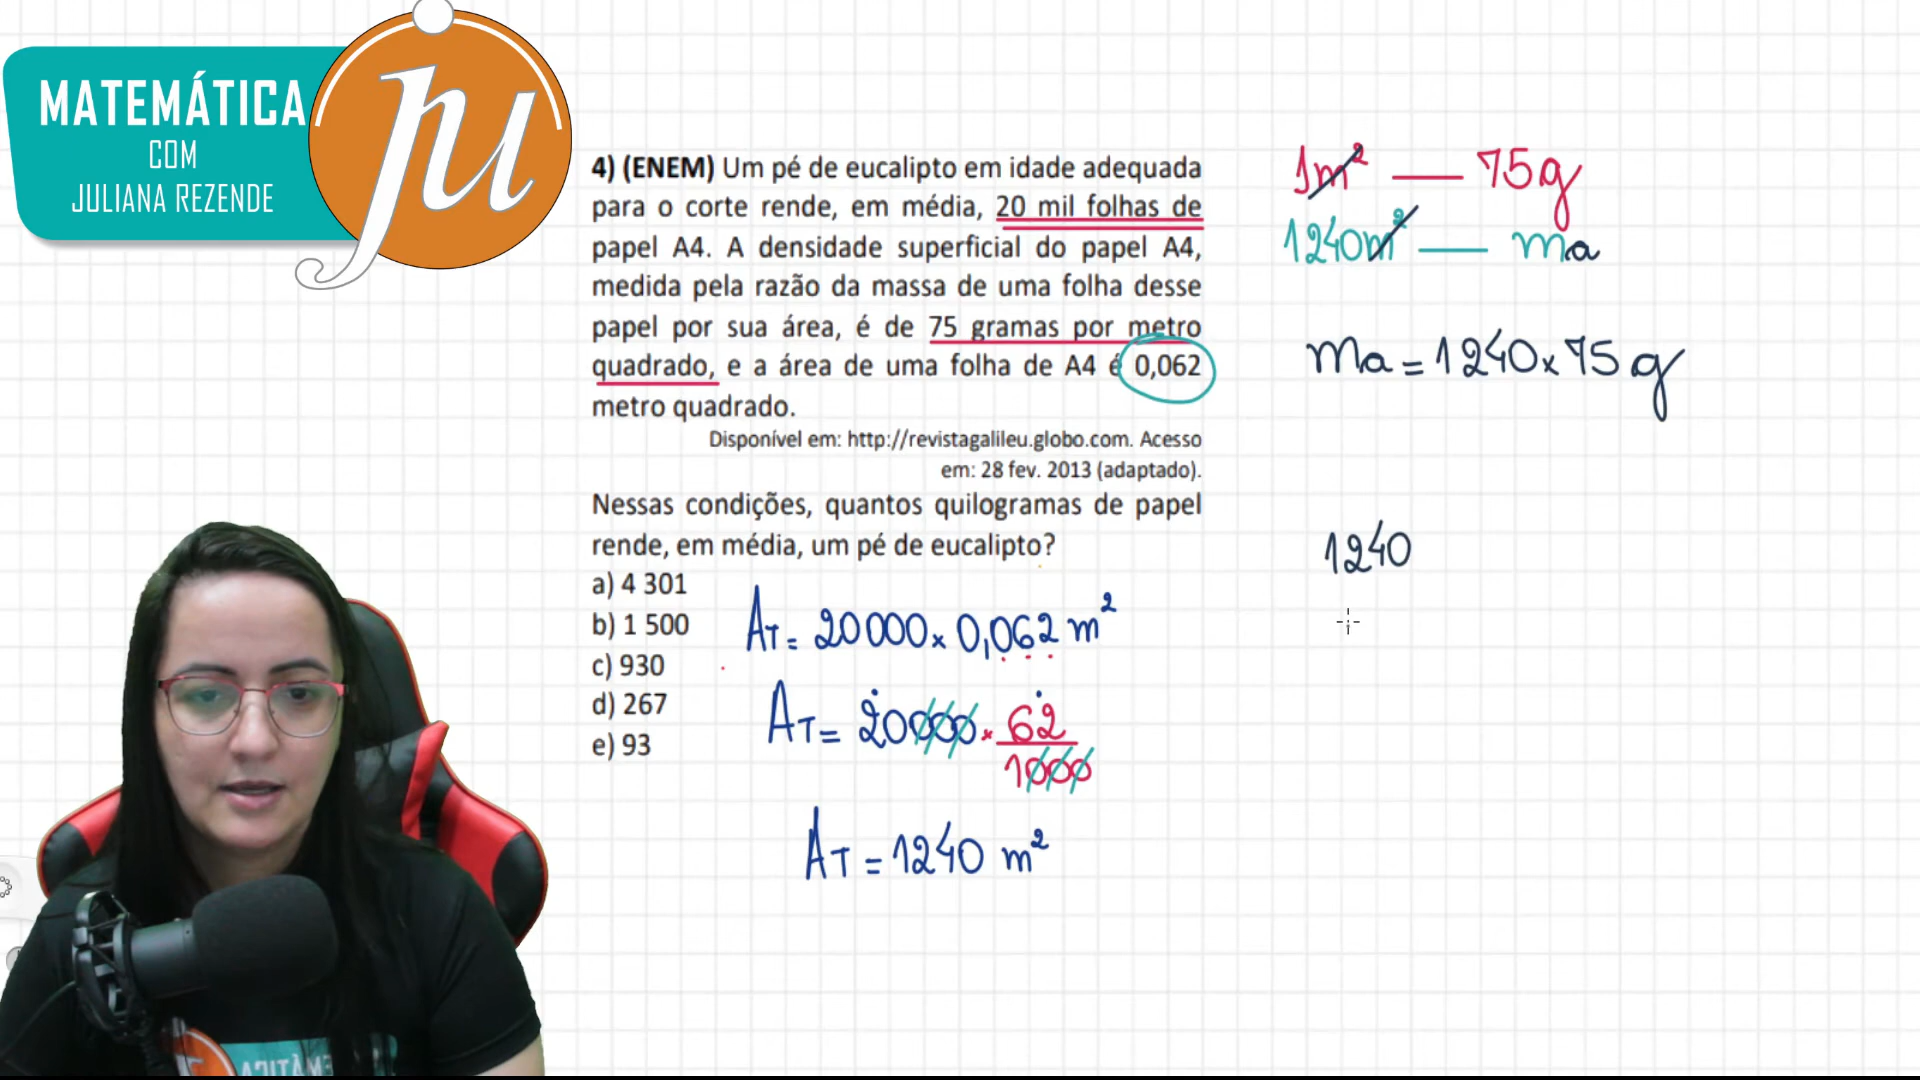 MATEMÁTICA
COM
JULIANA REZENDE
ju
4) (ENEM) Um pé de eucalipto em idade adequada
para o corte rende, em média, 20 mil folhas de
papel A4. A densidade superficial do papel A4,
medida pela razão da massa de uma folha desse
papel por sua área, é de 75 gramas por metro
quadrado, e a área de uma folha de A4 é 0,062
metro quadrado.
Disponível em: http://revistagalileu.globo.com. Acesso
em: 28 fev. 2013 (adaptado).
Nessas condições, quantos quilogramas de papel
rende, em média, um pé de eucalipto?
a) 4 301
b) 1 500
c) 930
d) 267
e) 93
AT = 20000 × 0,062 m²
AT = 20000 × 62/1000
AT = 1240 m²
1m² — 75g
1240m² — ma
ma = 1240 × 75 g
1240